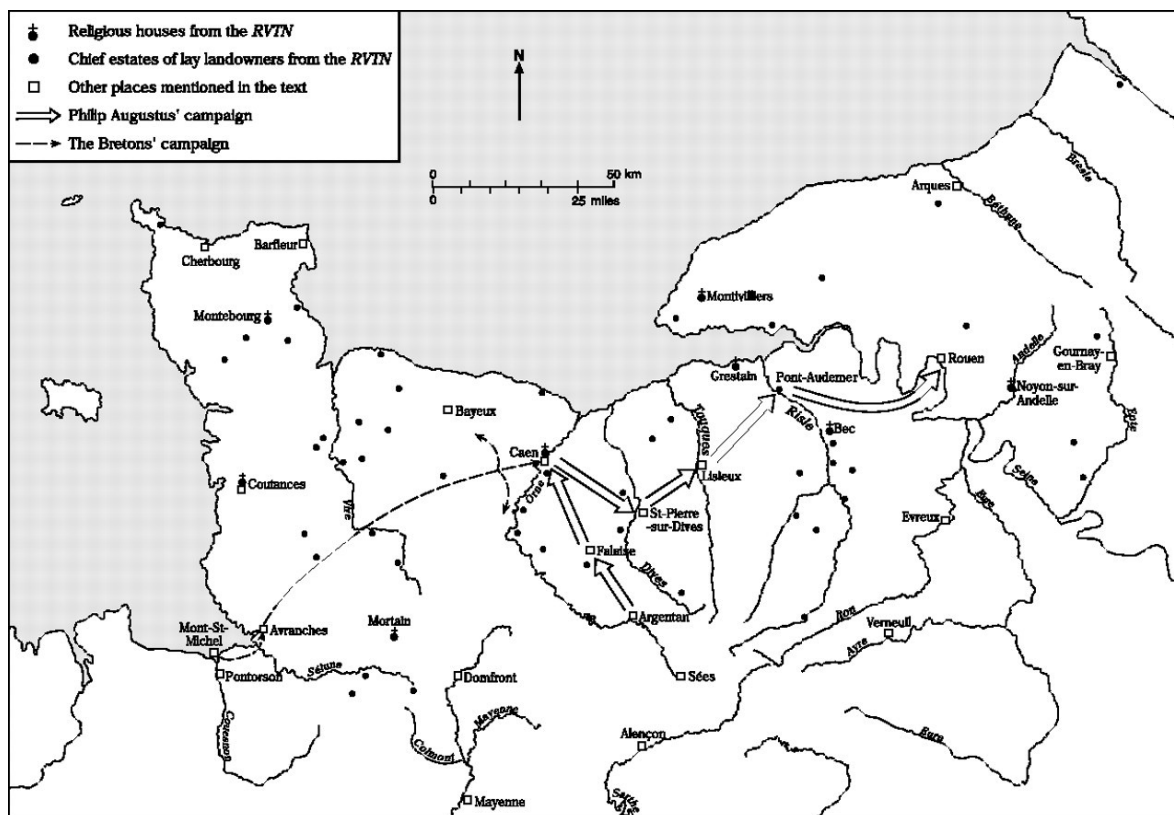 Religious houses from the RVTN
Chief estates of lay landowners from the RVTN
Other places mentioned in the text
Philip Augustus' campaign
The Bretons' campaign
N
0 50 km
0 25
miles
Arques
Béthune
Bresle
Cherbourg
Barfleur
Montebourg
Montivilliers
Rouen
Andelle
Gournay-
en-Bray
Grestain
Pont-Audemer
Noyon-sur-
Andelle
Epte
Bayeux
Touques
Risle
Bec
Caen
Lisieux
Seine
Coutances
Vire
Orne
St-Pierre
-sur-Dives
Eure
Evreux
Falaise
Dives
Mont-St-
Michel
Avranches
Mortain
Argentan
Verneuil
Avre
Pontorson
Sélune
Domfront
Sées
Couesnon
Colmont
Mayenne
Alençon
Eure
Mayenne
Sarthe